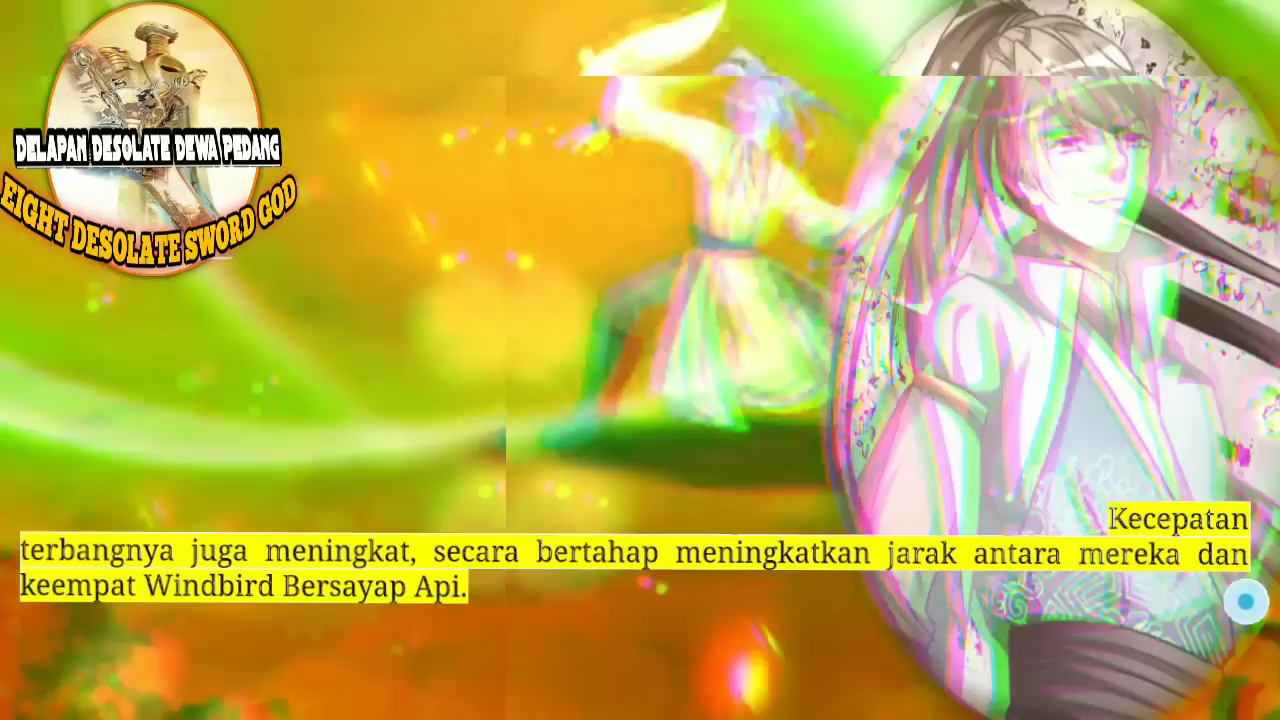 DELAPAN DESOLATE DEWA PEDANG
EIGHT DESOLATE SWORD GOD
Kecepatan
terbangnya juga meningkat, secara bertahap meningkatkan jarak antara mereka dan
keempat Windbird Bersayap Api.